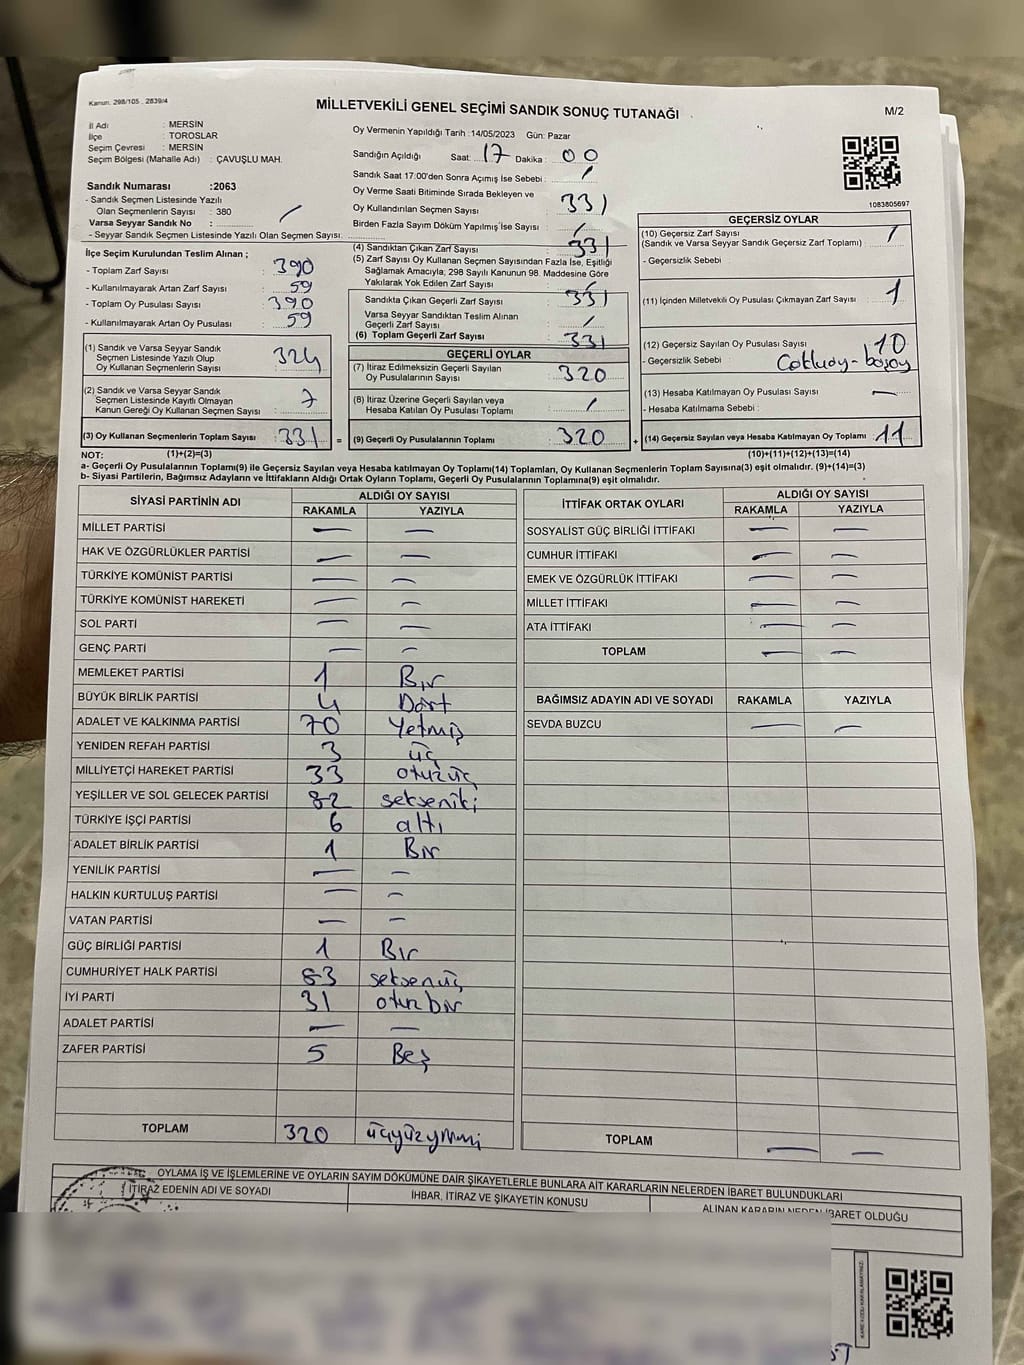 Kanun. 298/105 , 2839/4
MİLLETVEKİLİ GENEL SEÇİMİ SANDIK SONUÇ TUTANAĞI
M/2
İl Adı : MERSİN
İlçe : TOROSLAR
Seçim Çevresi : MERSİN
Seçim Bölgesi (Mahalle Adı) : ÇAVUŞLU MAH.
Sandık Numarası :2063
- Sandık Seçmen Listesinde Yazılı
Olan Seçmenlerin Sayısı : 380
Varsa Seyyar Sandık No : /
- Seyyar Sandık Seçmen Listesinde Yazılı Olan Seçmen Sayısı.
Oy Vermenin Yapıldığı Tarih :14/05/2023 Gün: Pazar
Sandığın Açıldığı Saat: 17 Dakika : 00
Sandık Saat 17:00'den Sonra Açımış İse Sebebi : /
Oy Verme Saati Bitiminde Sırada Bekleyen ve
Oy Kullandırılan Seçmen Sayısı 331
Birden Fazla Sayım Döküm Yapılmış İse Sayısı : /
1083805697
İlçe Seçim Kurulundan Teslim Alınan ;
- Toplam Zarf Sayısı : 390
- Kullanılmayarak Artan Zarf Sayısı : 59
- Toplam Oy Pusulası Sayısı : 390
- Kullanılmayarak Artan Oy Pusulası : 59
(1) Sandık ve Varsa Seyyar Sandık
Seçmen Listesinde Yazılı Olup
Oy Kullanan Seçmenlerin Sayısı : 324
(2) Sandık ve Varsa Seyyar Sandık
Seçmen Listesinde Kayıtlı Olmayan
Kanun Gereği Oy Kullanan Seçmen Sayısı : 7
(3) Oy Kullanan Seçmenlerin Toplam Sayısı : 331 =
(4) Sandıktan Çıkan Zarf Sayısı : 331
(5) Zarf Sayısı Oy Kullanan Seçmen Sayısından Fazla İse, Eşitliği
Sağlamak Amacıyla; 298 Sayılı Kanunun 98. Maddesine Göre
Yakılarak Yok Edilen Zarf Sayısı : /
Sandıkta Çıkan Geçerli Zarf Sayısı : 331
Varsa Seyyar Sandıktan Teslim Alınan
Geçerli Zarf Sayısı : /
(6) Toplam Geçerli Zarf Sayısı : 331
GEÇERLİ OYLAR
(7) İtiraz Edilmeksizin Geçerli Sayılan
Oy Pusulalarının Sayısı : 320
(8) İtiraz Üzerine Geçerli Sayılan veya
Hesaba Katılan Oy Pusulası Toplamı : /
(9) Geçerli Oy Pusulalarının Toplamı : 320 +
GEÇERSİZ OYLAR
(10) Geçersiz Zarf Sayısı : /
(Sandık ve Varsa Seyyar Sandık Geçersiz Zarf Toplamı)
- Geçersizlik Sebebi :
(11) İçinden Milletvekili Oy Pusulası Çıkmayan Zarf Sayısı : 1
(12) Geçersiz Sayılan Oy Pusulası Sayısı : 10
- Geçersizlik Sebebi :
(13) Hesaba Katılmayan Oy Pusulası Sayısı : —
- Hesaba Katılmama Sebebi :
(14) Geçersiz Sayılan veya Hesaba Katılmayan Oy Pusulası Toplamı : 11
NOT: (1)+(2)=(3) (10)+(11)+(12)+(13)=(14)
a- Geçerli Oy Pusulalarının Toplamı(9) ile Geçersiz Sayılan veya Hesaba katılmayan Oy Toplamı(14) Toplamları, Oy Kullanan Seçmenlerin Toplam Sayısına(3) eşit olmalıdır. (9)+(14)=(3)
b- Siyasi Partilerin, Bağımsız Adayların ve İttifakların Aldığı Ortak Oyların Toplamı, Geçerli Oy Pusulalarının Toplamına(9) eşit olmalıdır.
SİYASİ PARTİNİN ADI ALDIĞI OY SAYISI
RAKAMLA YAZIYLA
MİLLET PARTİSİ — —
HAK VE ÖZGÜRLÜKLER PARTİSİ — —
TÜRKİYE KOMÜNİST PARTİSİ — —
TÜRKİYE KOMÜNİST HAREKETİ — —
SOL PARTİ — —
GENÇ PARTİ — —
MEMLEKET PARTİSİ 1 Bir
BÜYÜK BİRLİK PARTİSİ 4 Dört
ADALET VE KALKINMA PARTİSİ 70 Yetmiş
YENİDEN REFAH PARTİSİ 3 üç
MİLLİYETÇİ HAREKET PARTİSİ 33 otuzüç
YEŞİLLER VE SOL GELECEK PARTİSİ 82 sekseniki
TÜRKİYE İŞÇİ PARTİSİ 6 altı
ADALET BİRLİK PARTİSİ 1 Bir
YENİLİK PARTİSİ — —
HALKIN KURTULUŞ PARTİSİ — —
VATAN PARTİSİ — —
GÜÇ BİRLİĞİ PARTİSİ 1 Bir
CUMHURİYET HALK PARTİSİ 83 seksenüç
İYİ PARTİ 31 otuzbir
ADALET PARTİSİ — —
ZAFER PARTİSİ 5 Beş
TOPLAM 320 üçyüzyirmi
İTTİFAK ORTAK OYLARI ALDIĞI OY SAYISI
RAKAMLA YAZIYLA
SOSYALİST GÜÇ BİRLİĞİ İTTİFAKI — —
CUMHUR İTTİFAKI — —
EMEK VE ÖZGÜRLÜK İTTİFAKI — —
MİLLET İTTİFAKI — —
ATA İTTİFAKI — —
TOPLAM — —
BAĞIMSIZ ADAYIN ADI VE SOYADI RAKAMLA YAZIYLA
SEVDA BUZCU — —
TOPLAM — —
OYLAMA İŞ VE İŞLEMLERİNE VE OYLARIN SAYIM DÖKÜMÜNE DAİR ŞİKAYETLERLE BUNLARA AİT KARARLARIN NELERDEN İBARET BULUNDUKLARI
İTİRAZ EDENİN ADI VE SOYADI İHBAR, İTİRAZ VE ŞİKAYETİN KONUSU ALINAN KARARIN NEDEN İBARET OLDUĞU